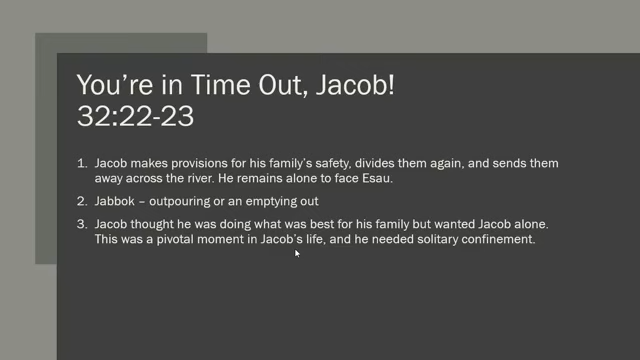 You're in Time Out, Jacob!
32:22-23
1. Jacob makes provisions for his family's safety, divides them again, and sends them
away across the river. He remains alone to face Esau.
2. Jabbok – outpouring or an emptying out
3. Jacob thought he was doing what was best for his family but wanted Jacob alone.
This was a pivotal moment in Jacob's life, and he needed solitary confinement.